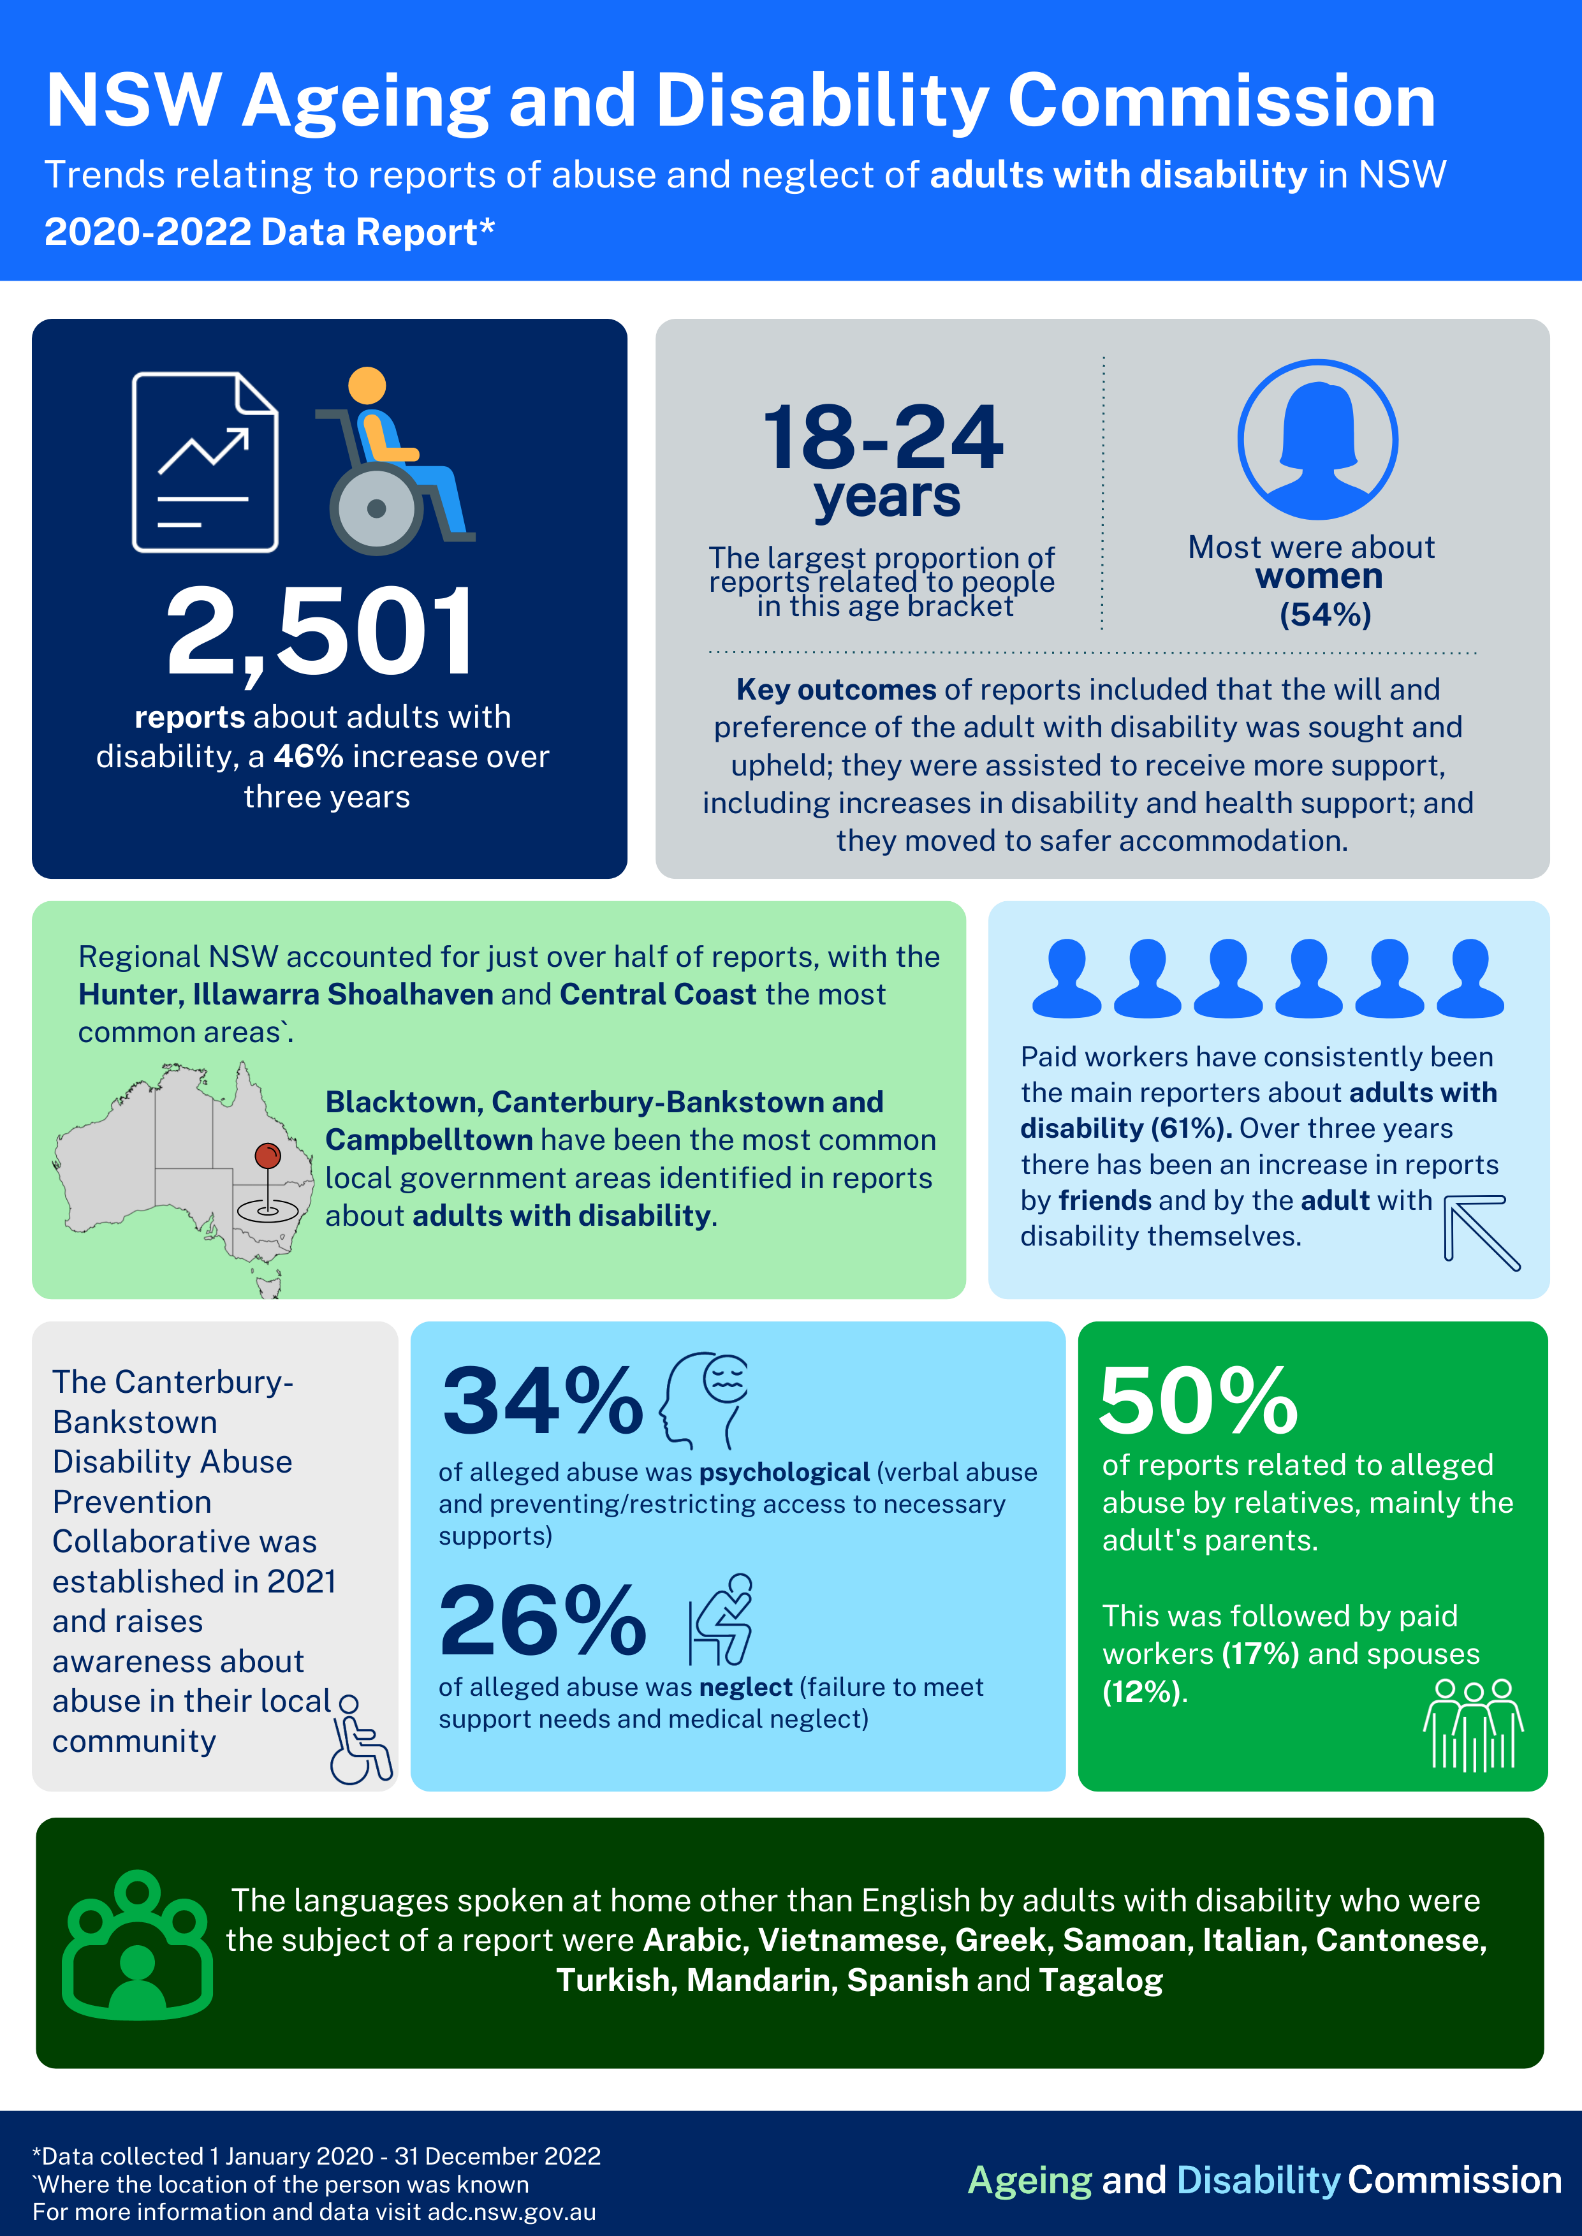 NSW Ageing and Disability Commission
Trends relating to reports of abuse and neglect of adults with disability in NSW
2020-2022 Data Report*
2,501
reports about adults with
disability, a 46% increase over
three years
18-24
years
The largest proportion of
reports related to people
in this age bracket
Most were about
women
(54%)
Key outcomes of reports included that the will and
preference of the adult with disability was sought and
upheld; they were assisted to receive more support,
including increases in disability and health support; and
they moved to safer accommodation.
Regional NSW accounted for just over half of reports, with the
Hunter, Illawarra Shoalhaven and Central Coast the most
common areas`.
Blacktown, Canterbury-Bankstown and
Campbelltown have been the most common
local government areas identified in reports
about adults with disability.
Paid workers have consistently been
the main reporters about adults with
disability (61%). Over three years
there has been an increase in reports
by friends and by the adult with
disability themselves.
The Canterbury-
Bankstown
Disability Abuse
Prevention
Collaborative was
established in 2021
and raises
awareness about
abuse in their local
community
34%
of alleged abuse was psychological (verbal abuse
and preventing/restricting access to necessary
supports)
26%
of alleged abuse was neglect (failure to meet
support needs and medical neglect)
50%
of reports related to alleged
abuse by relatives, mainly the
adult's parents.
This was followed by paid
workers (17%) and spouses
(12%).
The languages spoken at home other than English by adults with disability who were
the subject of a report were Arabic, Vietnamese, Greek, Samoan, Italian, Cantonese,
Turkish, Mandarin, Spanish and Tagalog
*Data collected 1 January 2020 - 31 December 2022
`Where the location of the person was known
For more information and data visit adc.nsw.gov.au
Ageing and Disability Commission